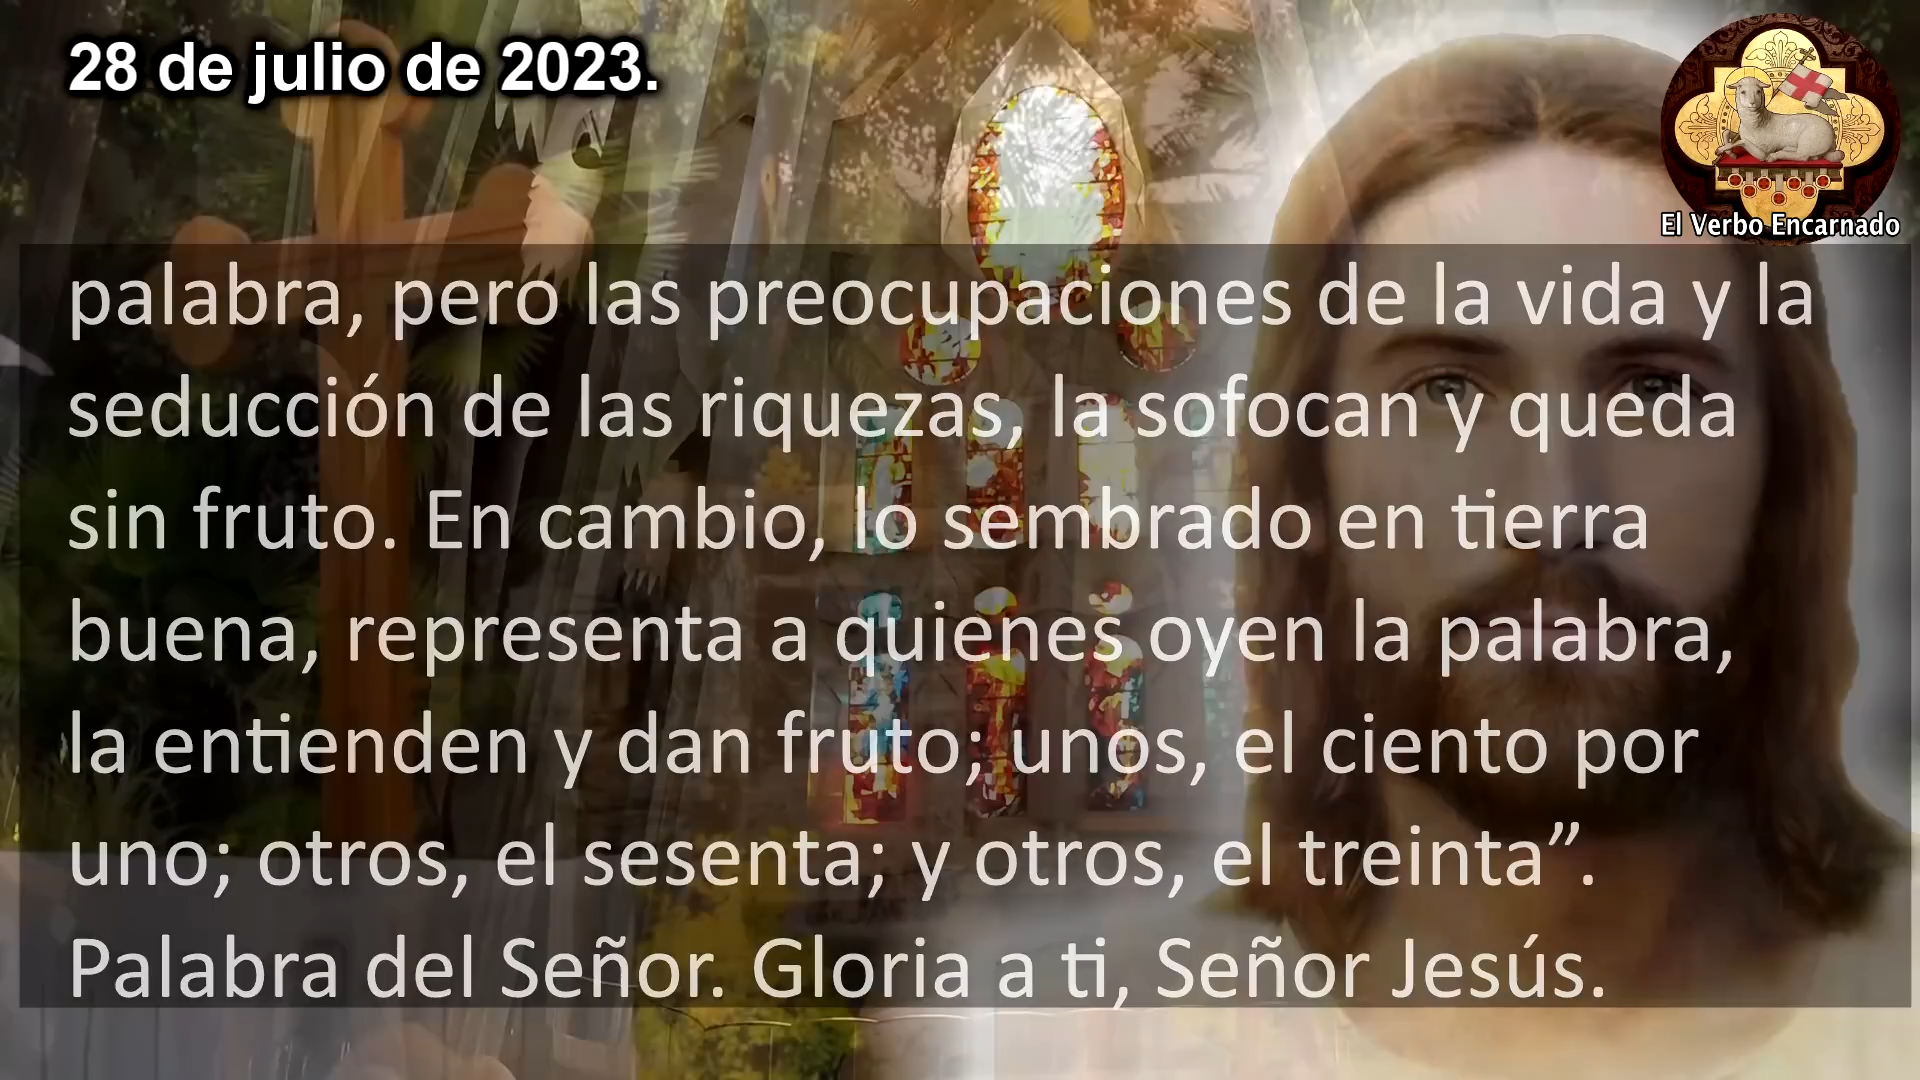 28 de julio de 2023.
El Verbo Encarnado
palabra, pero las preocupaciones de la vida y la
seducción de las riquezas, la sofocan y queda
sin fruto. En cambio, lo sembrado en tierra
buena, representa a quienes oyen la palabra,
la entienden y dan fruto; unos, el ciento por
uno; otros, el sesenta; y otros, el treinta”.
Palabra del Señor. Gloria a ti, Señor Jesús.